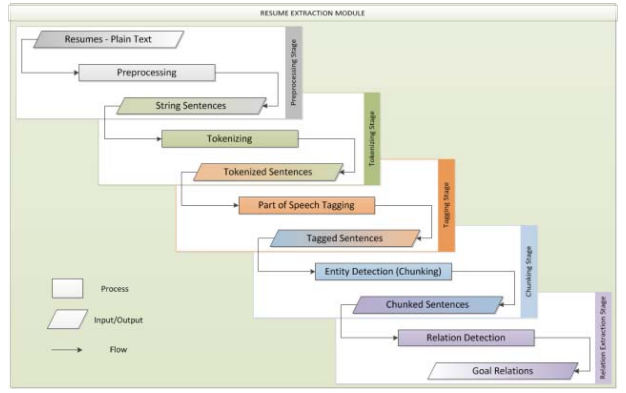 RESUME EXTRACTION MODULE
Resumes - Plain Text
Preprocessing
String Sentences
Preprocessing Stage
Tokenizing
Tokenized Sentences
Tokenizing Stage
Part of Speech Tagging
Tagged Sentences
Tagging Stage
Entity Detection (Chunking)
Chunked Sentences
Chunking Stage
Relation Detection
Goal Relations
Relation Extraction Stage
Process
Input/Output
Flow